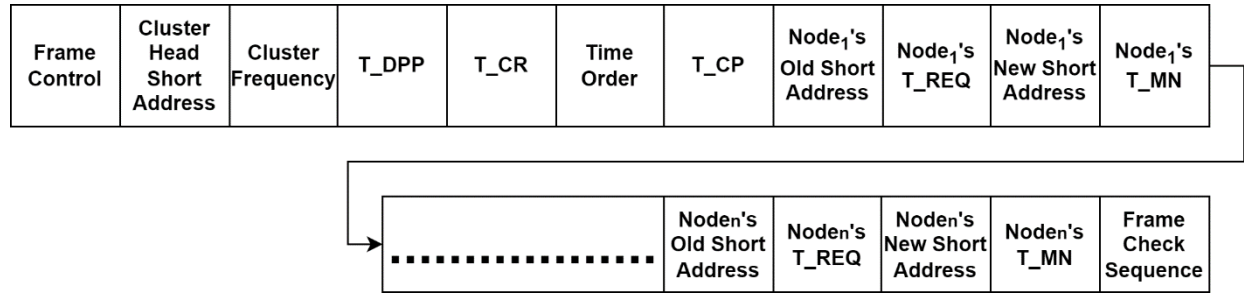 Frame
Control
Cluster
Head
Short
Address
Cluster
Frequency
T_DPP
T_CR
Time
Order
T_CP
Node₁'s
Old Short
Address
Node₁'s
T_REQ
Node₁'s
New Short
Address
Node₁'s
T_MN
Noden's
Old Short
Address
Noden's
T_REQ
Noden's
New Short
Address
Noden's
T_MN
Frame
Check
Sequence